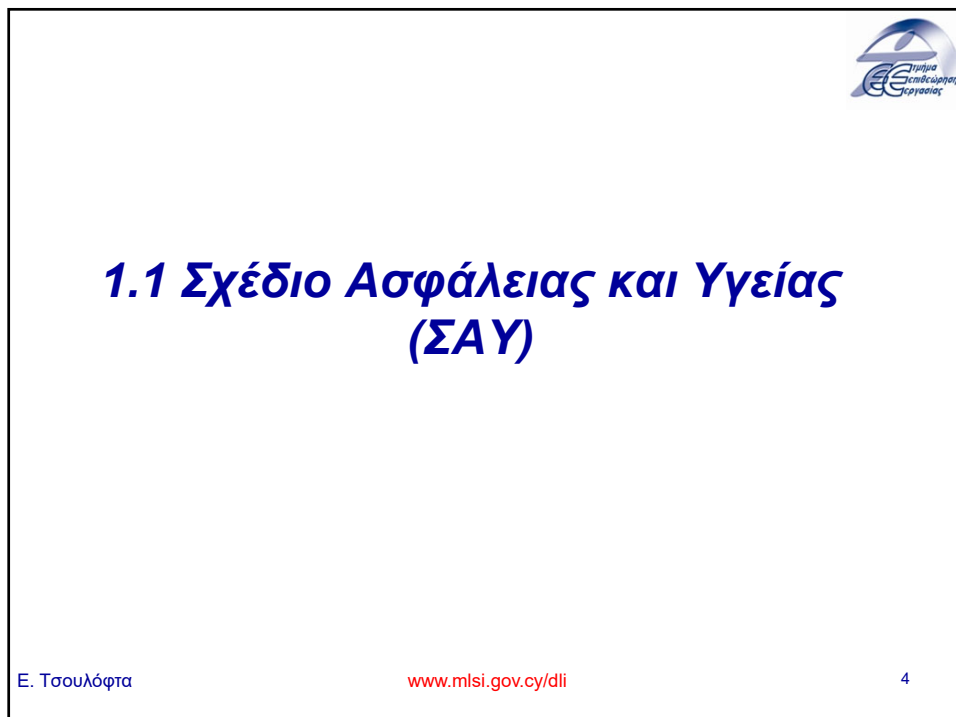 τμήμα
επιθεώρησης
εργασίας
1.1 Σχέδιο Ασφάλειας και Υγείας
(ΣΑΥ)
Ε. Τσουλόφτα
www.mlsi.gov.cy/dli
4